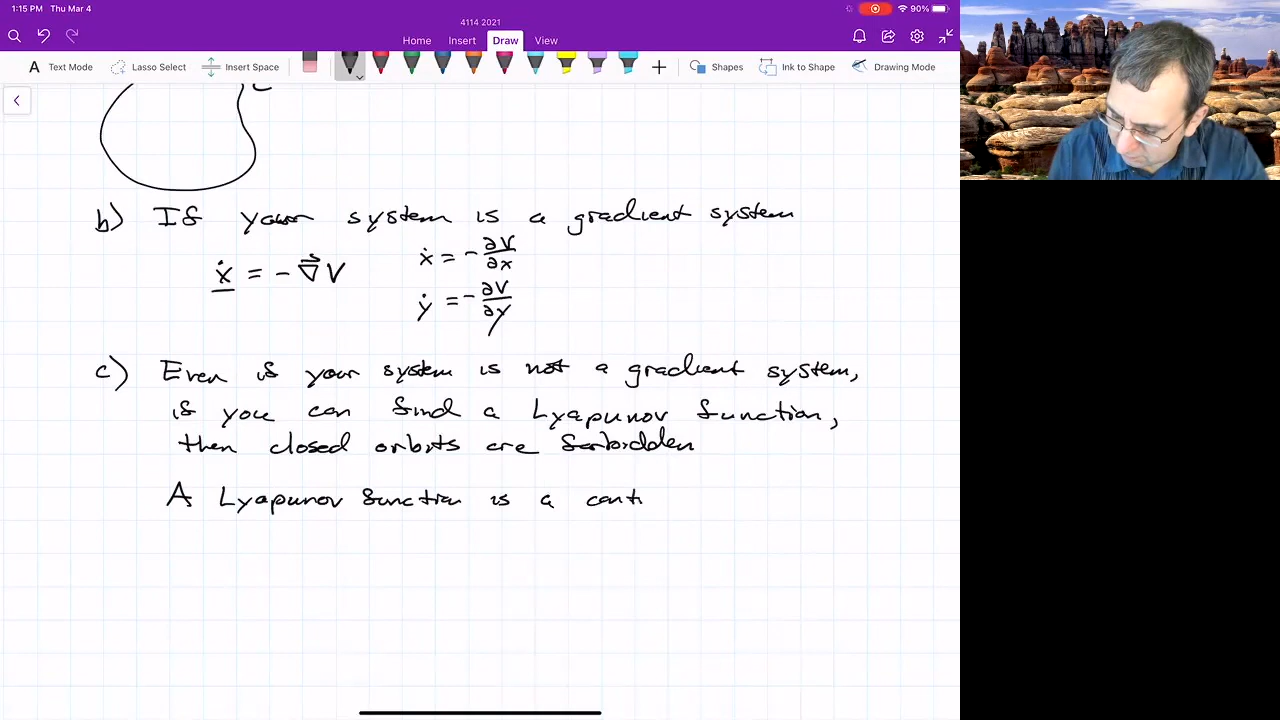 1:15 PM Thu Mar 4
90%
4114 2021
Home Insert Draw View
Text Mode Lasso Select Insert Space Shapes Ink to Shape Drawing Mode
b) If your system is a gradient system
ẋ = - ∇⃗ V
ẋ = - ∂V/∂x
ẏ = - ∂V/∂y
c) Even if your system is not a gradient system,
if you can find a Lyapunov function,
then closed orbits are forbidden
A Lyapunov function is a cont